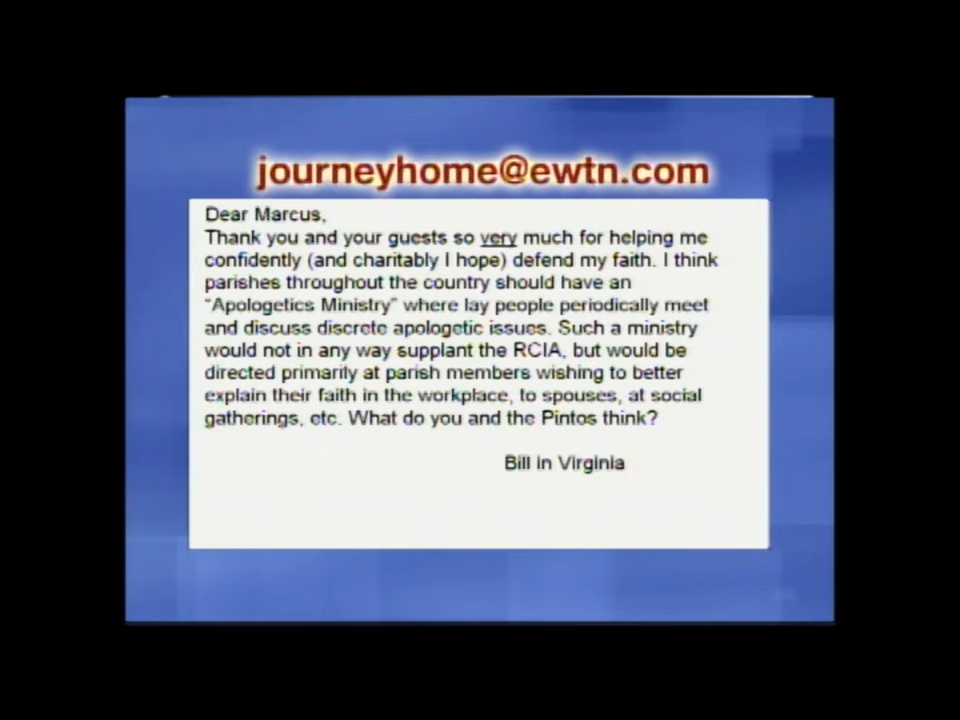 journeyhome@ewtn.com
Dear Marcus,
Thank you and your guests so very much for helping me
confidently (and charitably I hope) defend my faith. I think
parishes throughout the country should have an
“Apologetics Ministry” where lay people periodically meet
and discuss discrete apologetic issues. Such a ministry
would not in any way supplant the RCIA, but would be
directed primarily at parish members wishing to better
explain their faith in the workplace, to spouses, at social
gatherings, etc. What do you and the Pintos think?
Bill in Virginia